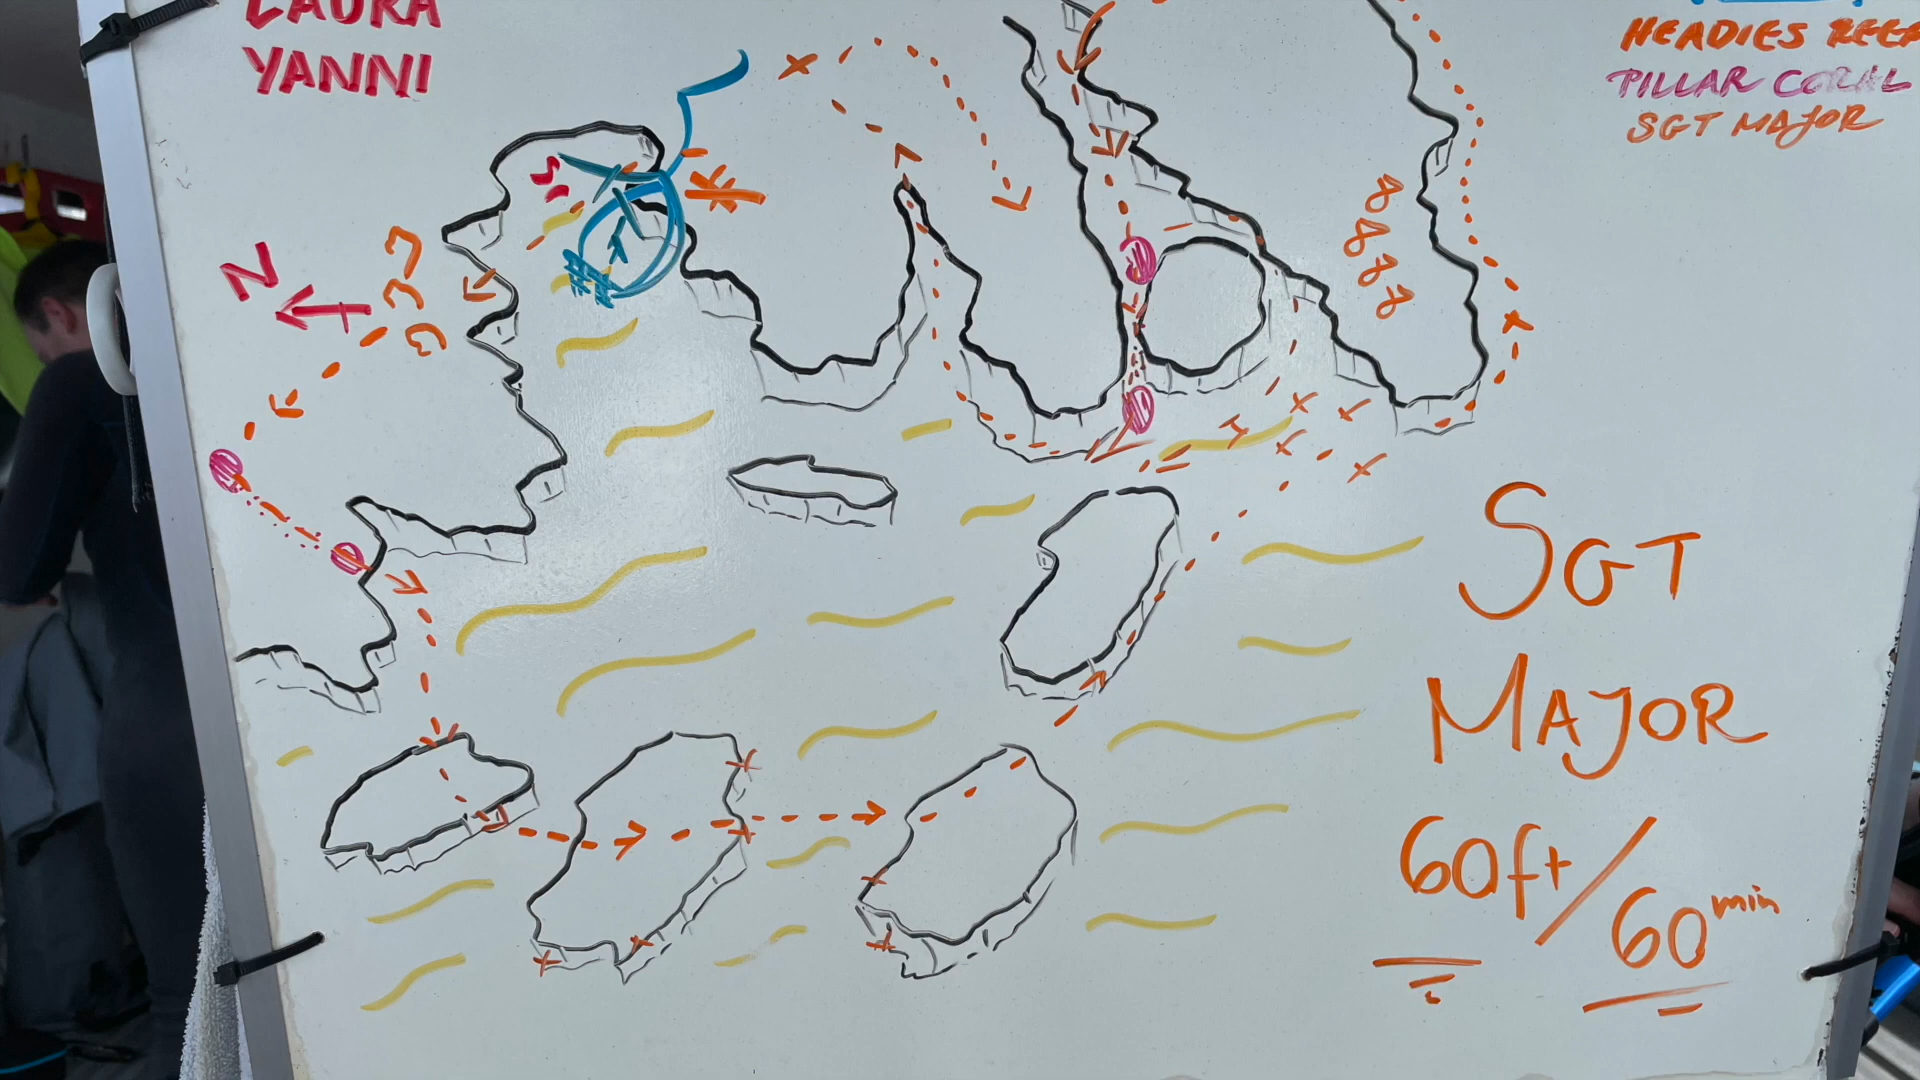 LAURA
YANNI
HEADIES REEF
PILLAR CORAL
SGT MAJOR
N
SGT
MAJOR
60ft/60min